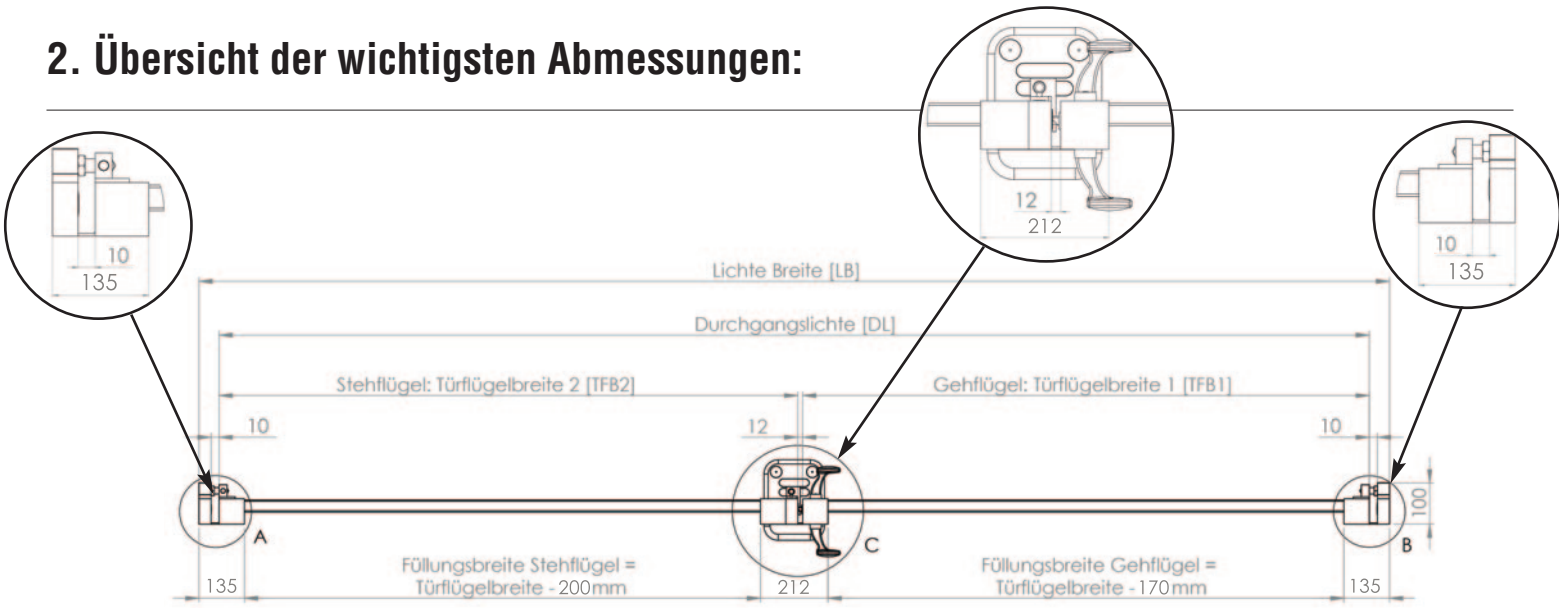 2. Übersicht der wichtigsten Abmessungen:
12
212
10
135
10
135
Lichte Breite [LB]
Durchgangslichte [DL]
Stehflügel: Türflügelbreite 2 [TFB2]
Gehflügel: Türflügelbreite 1 [TFB1]
10
12
10
100
A
C
B
Füllungsbreite Stehflügel =
Türflügelbreite - 200mm
Füllungsbreite Gehflügel =
Türflügelbreite - 170mm
135
212
135